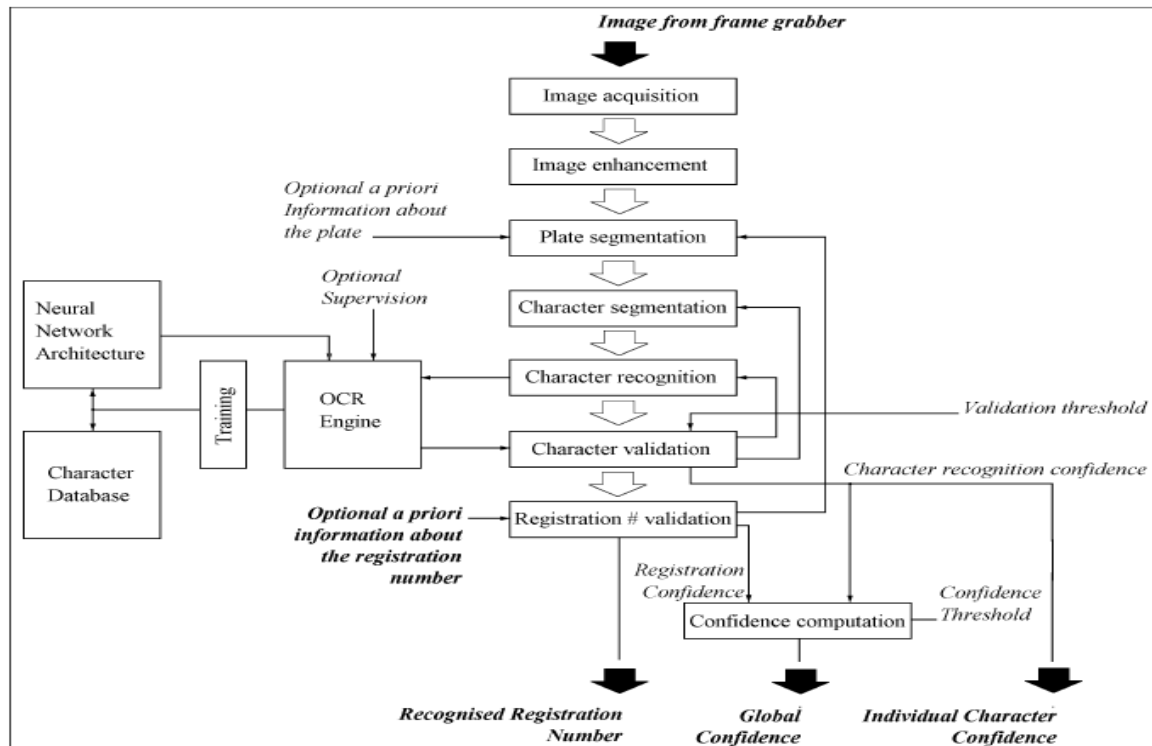 Image from frame grabber
Image acquisition
Image enhancement
Optional a priori
Information about
the plate
Plate segmentation
Optional
Supervision
Character segmentation
Neural
Network
Architecture
Character recognition
Training
OCR
Engine
Validation threshold
Character validation
Character
Database
Character recognition confidence
Optional a priori
information about
the registration
number
Registration # validation
Registration
Confidence
Confidence
Threshold
Confidence computation
Recognised Registration
Number
Global
Confidence
Individual Character
Confidence